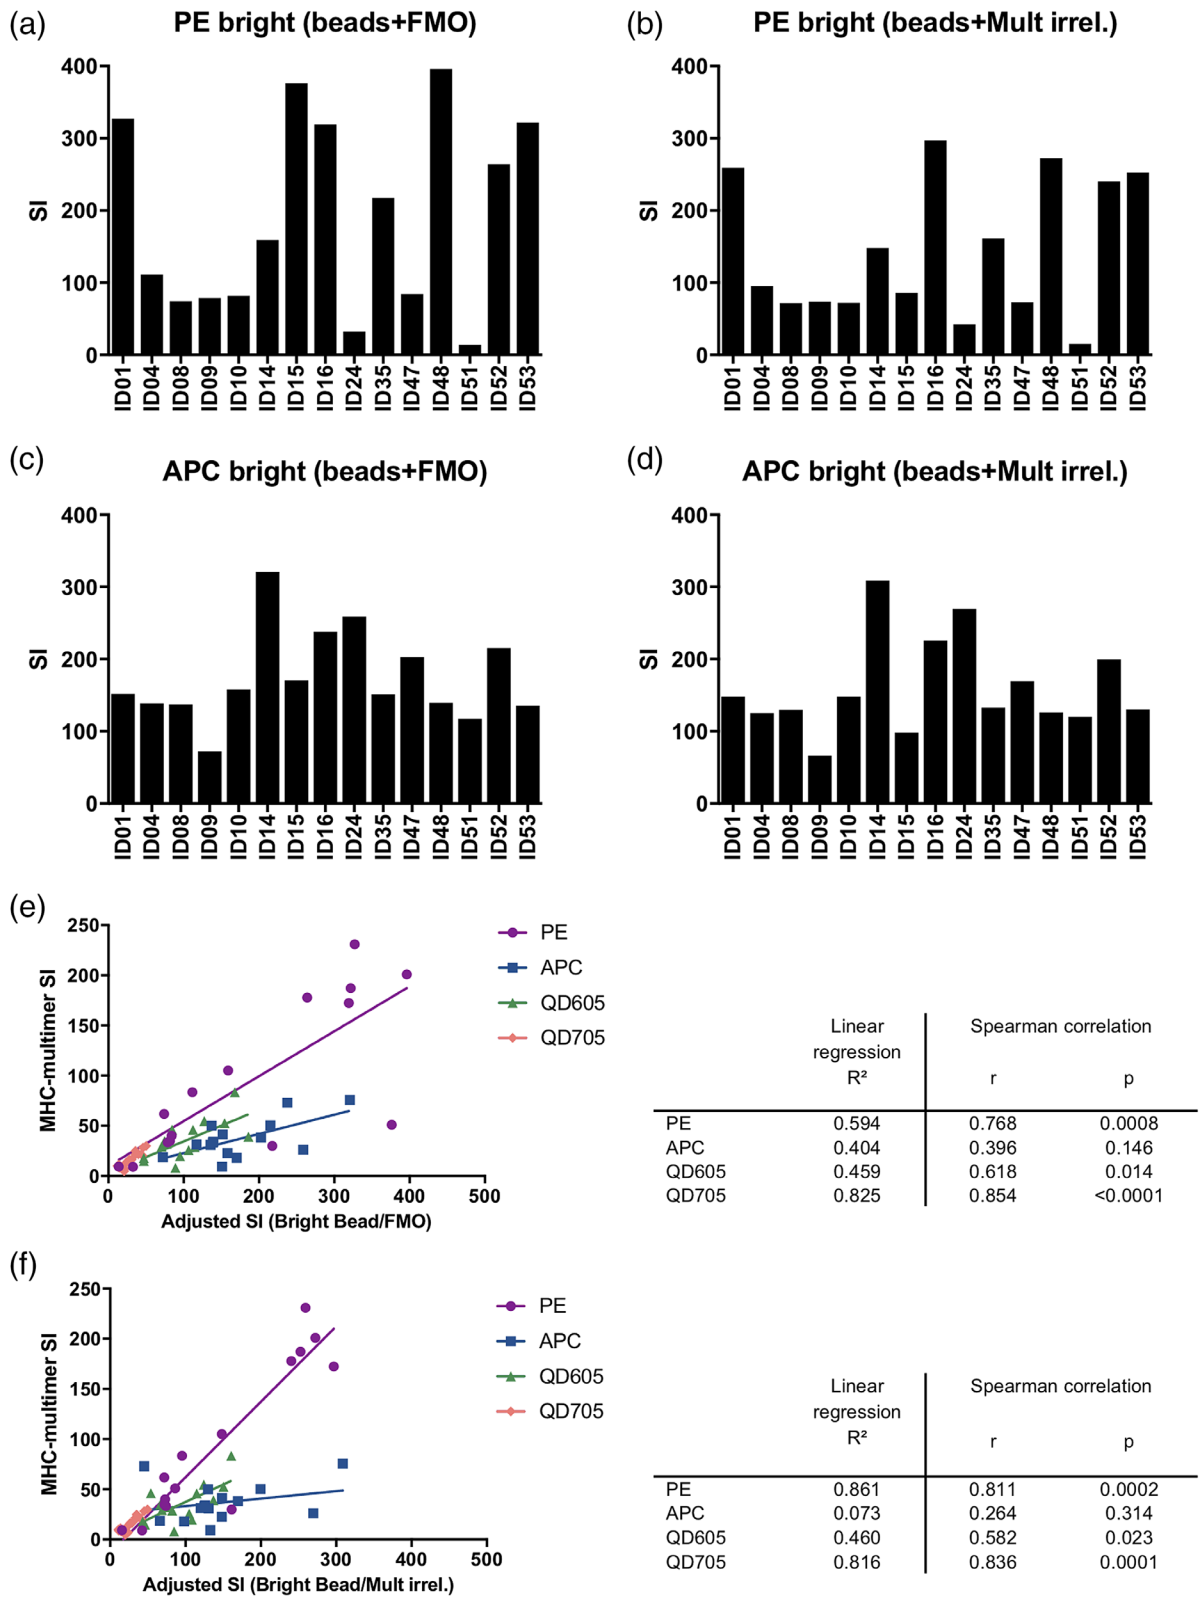 (a) PE bright (beads+FMO)
400
300
200
100
0
SI
ID01 ID04 ID08 ID09 ID10 ID14 ID15 ID16 ID24 ID35 ID47 ID48 ID51 ID52 ID53
(b) PE bright (beads+Mult irrel.)
400
300
200
100
0
SI
ID01 ID04 ID08 ID09 ID10 ID14 ID15 ID16 ID24 ID35 ID47 ID48 ID51 ID52 ID53
(c) APC bright (beads+FMO)
400
300
200
100
0
SI
ID01 ID04 ID08 ID09 ID10 ID14 ID15 ID16 ID24 ID35 ID47 ID48 ID51 ID52 ID53
(d) APC bright (beads+Mult irrel.)
400
300
200
100
0
SI
ID01 ID04 ID08 ID09 ID10 ID14 ID15 ID16 ID24 ID35 ID47 ID48 ID51 ID52 ID53
(e)
250
200
150
100
50
0
MHC-multimer SI
0 100 200 300 400 500
Adjusted SI (Bright Bead/FMO)
PE
APC
QD605
QD705
Linear regression R² Spearman correlation
r p
PE 0.594 0.768 0.0008
APC 0.404 0.396 0.146
QD605 0.459 0.618 0.014
QD705 0.825 0.854 <0.0001
(f)
250
200
150
100
50
0
MHC-multimer SI
0 100 200 300 400 500
Adjusted SI (Bright Bead/Mult irrel.)
PE
APC
QD605
QD705
Linear regression R² Spearman correlation
r p
PE 0.861 0.811 0.0002
APC 0.073 0.264 0.314
QD605 0.460 0.582 0.023
QD705 0.816 0.836 0.0001